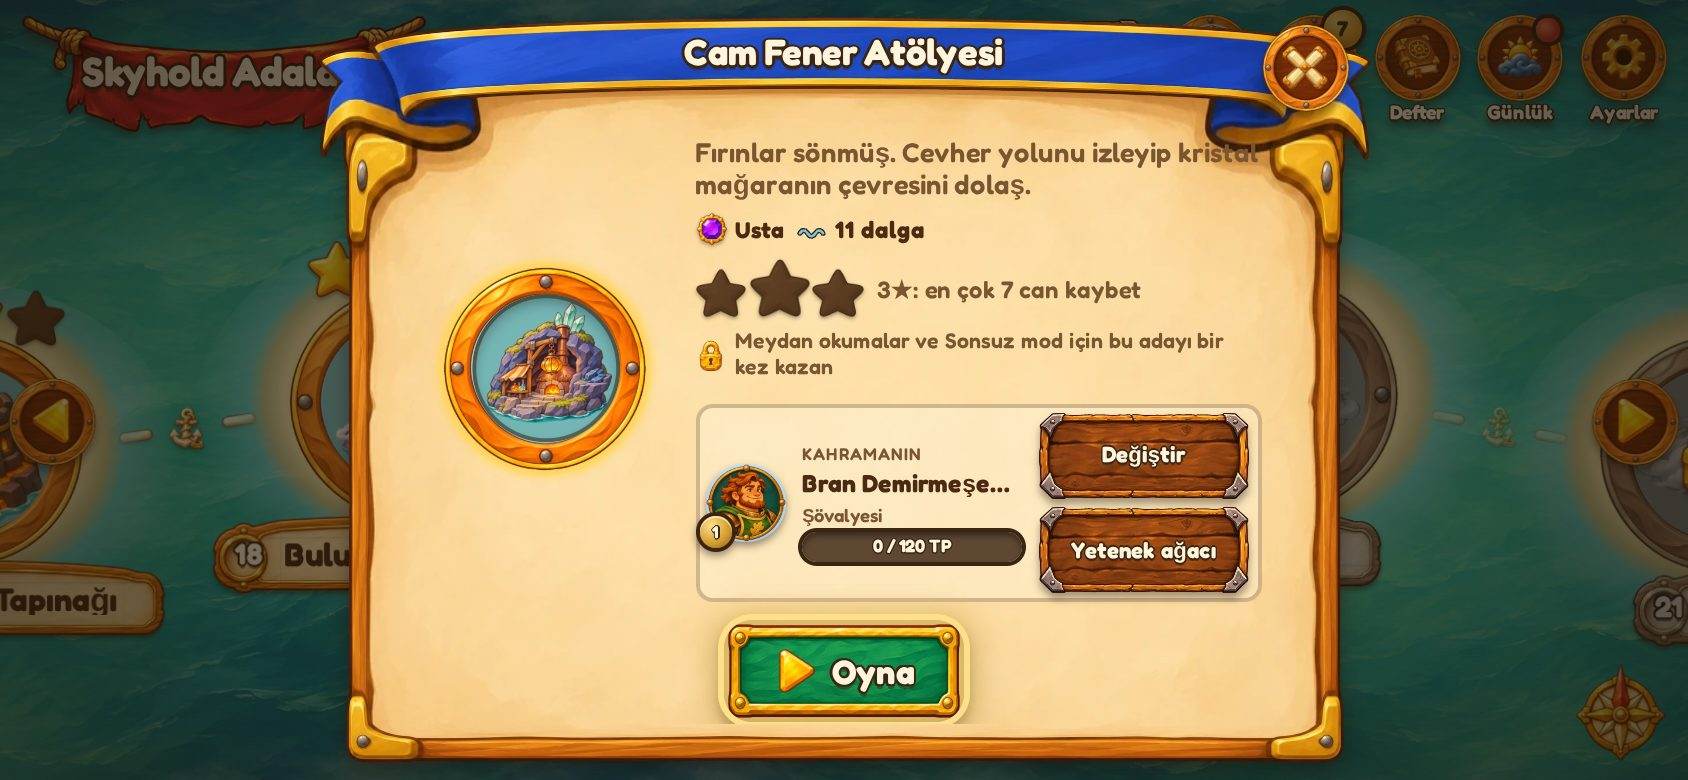 Cam Fener Atölyesi
Skyhold Adala
7
Defter
Günlük
Ayarlar
Fırınlar sönmüş. Cevher yolunu izleyip kristal
mağaranın çevresini dolaş.
Usta 11 dalga
3★: en çok 7 can kaybet
Meydan okumalar ve Sonsuz mod için bu adayı bir
kez kazan
KAHRAMANIN
Bran Demirmeşe...
Şövalyesi
1
0 / 120 TP
Değiştir
Yetenek ağacı
18 Bulu
Tapınağı
21
Oyna